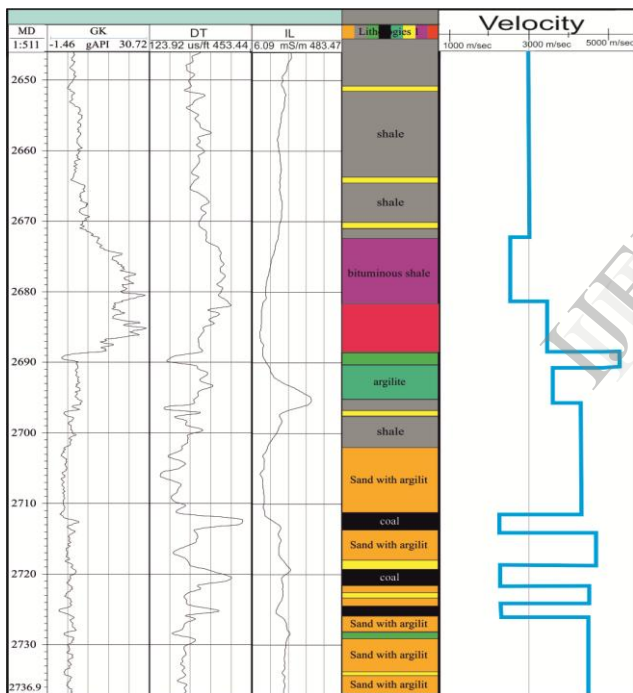 MD GK DT IL Lithologies Velocity
1:511 -1.46 gAPI 30.72 123.92 us/ft 453.44 6.09 mS/m 483.47 1000 m/sec 3000 m/sec 5000 m/sec
2650
shale
2660
shale
2670
bituminous shale
2680
2690
argilite
2700
shale
Sand with argilit
2710
coal
Sand with argilit
2720
coal
Sand with argilit
2730
Sand with argilit
2736.9
Sand with argilit